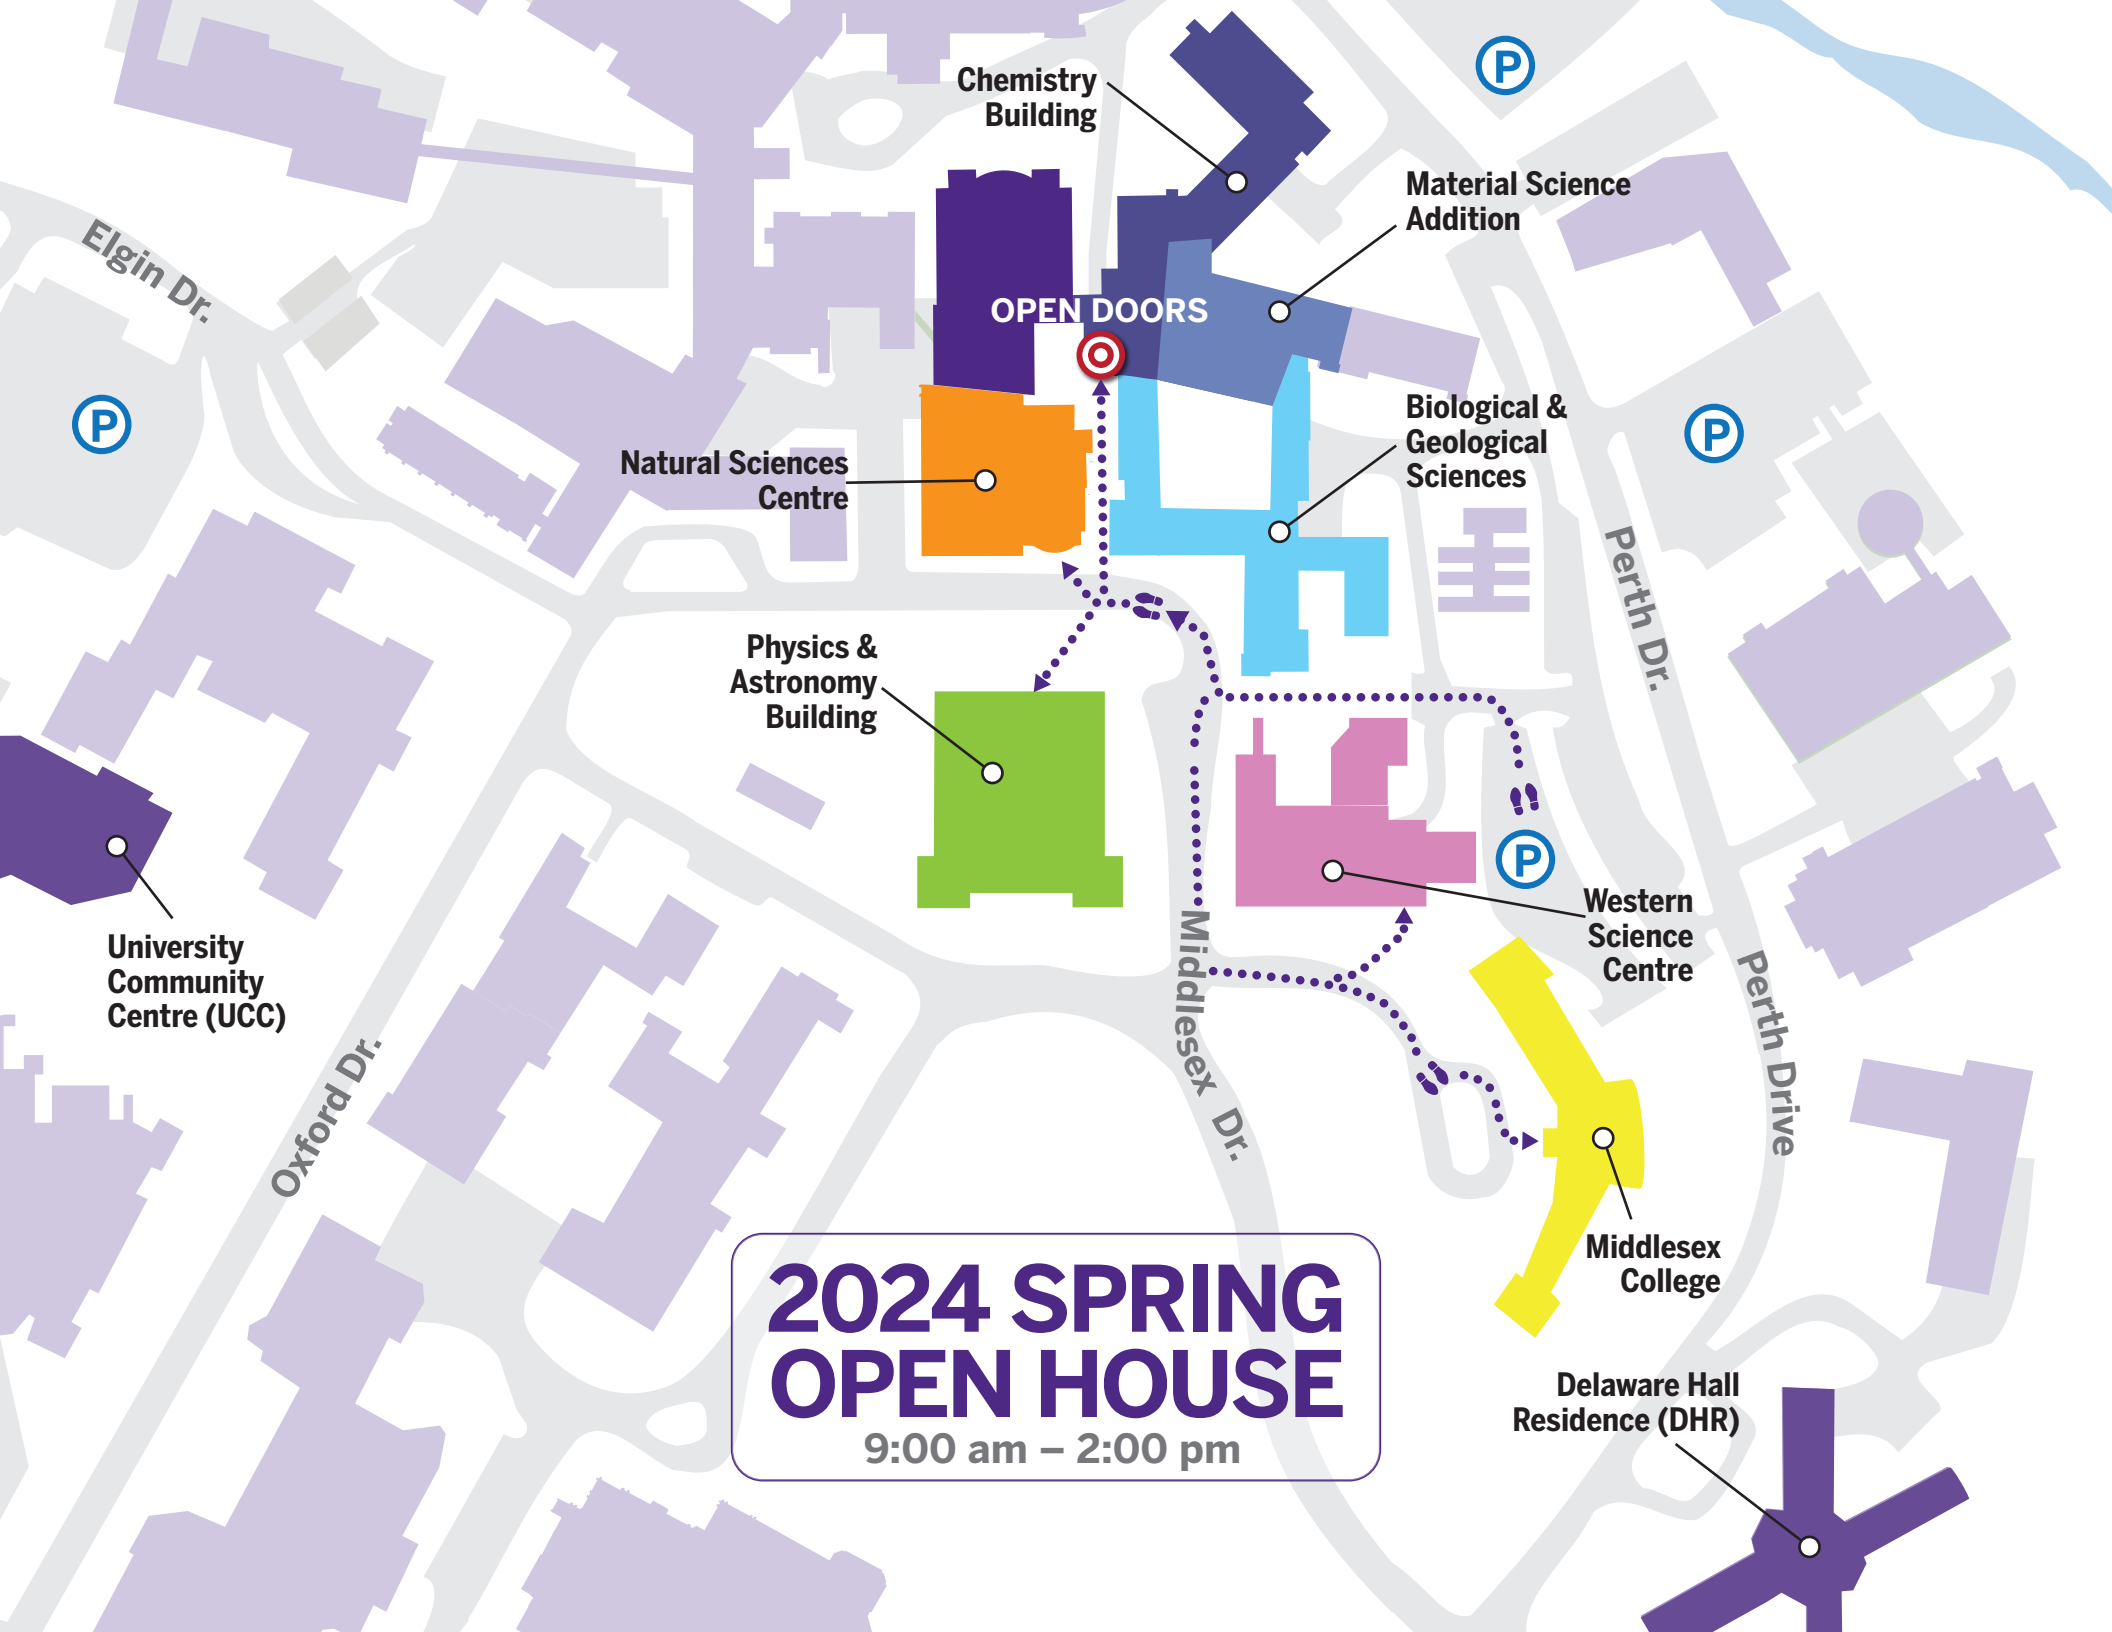 Chemistry
Building
P
Material Science
Addition
Elgin Dr.
OPEN DOORS
P
P
Biological &
Geological
Sciences
Natural Sciences
Centre
Perth Dr.
Physics &
Astronomy
Building
P
Western
Science
Centre
University
Community
Centre (UCC)
Middlesex Dr.
Perth Drive
Oxford Dr.
Middlesex
College
2024 SPRING
OPEN HOUSE
9:00 am – 2:00 pm
Delaware Hall
Residence (DHR)